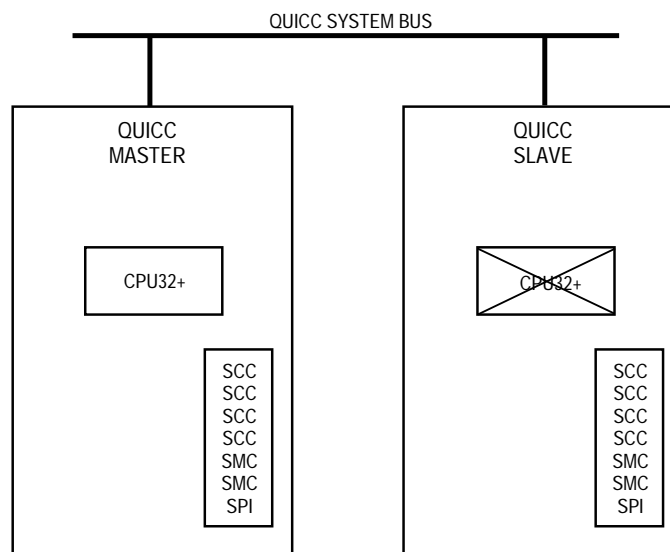 QUICC SYSTEM BUS
QUICC
MASTER
CPU32+
SCC
SCC
SCC
SCC
SMC
SMC
SPI
QUICC
SLAVE
CPU32+
SCC
SCC
SCC
SCC
SMC
SMC
SPI